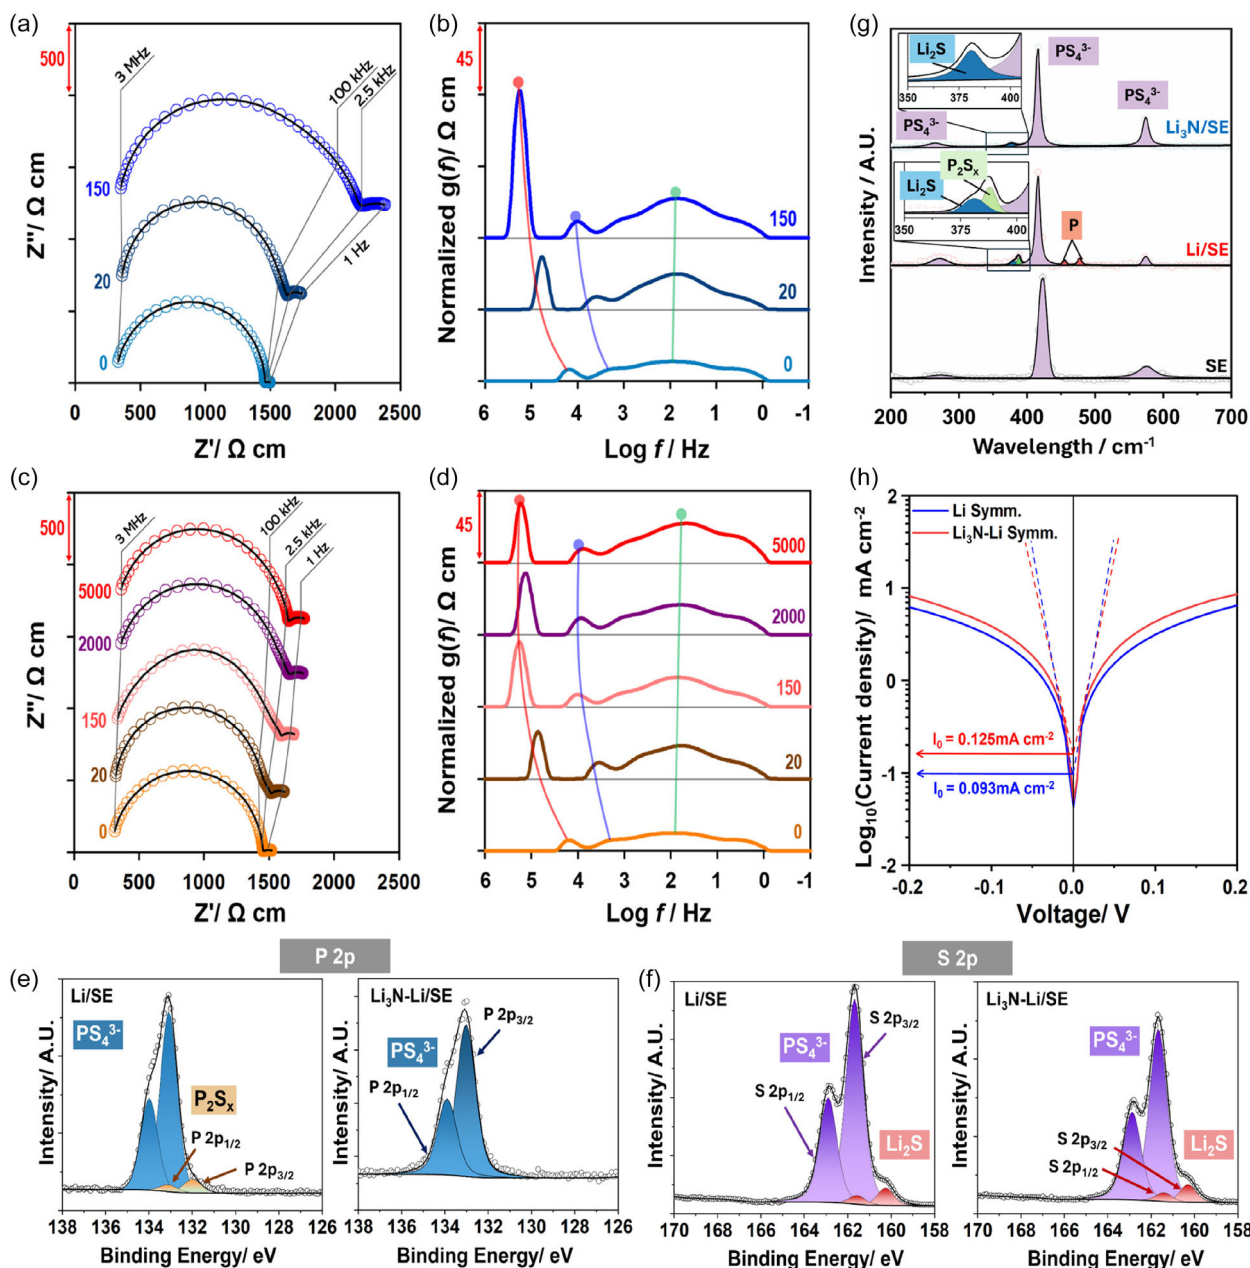 (a)
500
3 MHz
100 kHz
2.5 kHz
150
20
0
1 Hz
Z''/ Ω cm
0 500 1000 1500 2000 2500
Z'/ Ω cm
(b)
45
150
20
0
Normalized g(f)/ Ω cm
6 5 4 3 2 1 0 -1
Log f / Hz
(g)
Li₂S
350 375 400
PS₄³⁻
PS₄³⁻
PS₄³⁻
Li₃N/SE
P₂Sₓ
Li₂S
350 375 400
P
Li/SE
SE
Intensity / A.U.
200 300 400 500 600 700
Wavelength / cm⁻¹
(c)
500
3 MHz
100 kHz
2.5 kHz
1 Hz
5000
2000
150
20
0
Z''/ Ω cm
0 500 1000 1500 2000 2500
Z'/ Ω cm
(d)
45
5000
2000
150
20
0
Normalized g(f)/ Ω cm
6 5 4 3 2 1 0 -1
Log f / Hz
(h)
Li Symm.
Li₃N-Li Symm.
I₀ = 0.125mA cm⁻²
I₀ = 0.093mA cm⁻²
Log₁₀(Current density)/ mA cm⁻²
2
1
0
-1
-2
-0.2 -0.1 0.0 0.1 0.2
Voltage/ V
P 2p
(e)
Li/SE
PS₄³⁻
P₂Sₓ
P 2p₁/₂
P 2p₃/₂
Intensity/ A.U.
138 136 134 132 130 128 126
Binding Energy/ eV
Li₃N-Li/SE
P 2p₃/₂
PS₄³⁻
P 2p₁/₂
Intensity/ A.U.
138 136 134 132 130 128 126
Binding Energy/ eV
S 2p
(f)
Li/SE
S 2p₃/₂
PS₄³⁻
S 2p₁/₂
Li₂S
Intensity/ A.U.
170 168 166 164 162 160 158
Binding Energy/ eV
Li₃N-Li/SE
PS₄³⁻
S 2p₃/₂
Li₂S
S 2p₁/₂
Intensity/ A.U.
170 168 166 164 162 160 158
Binding Energy/ eV